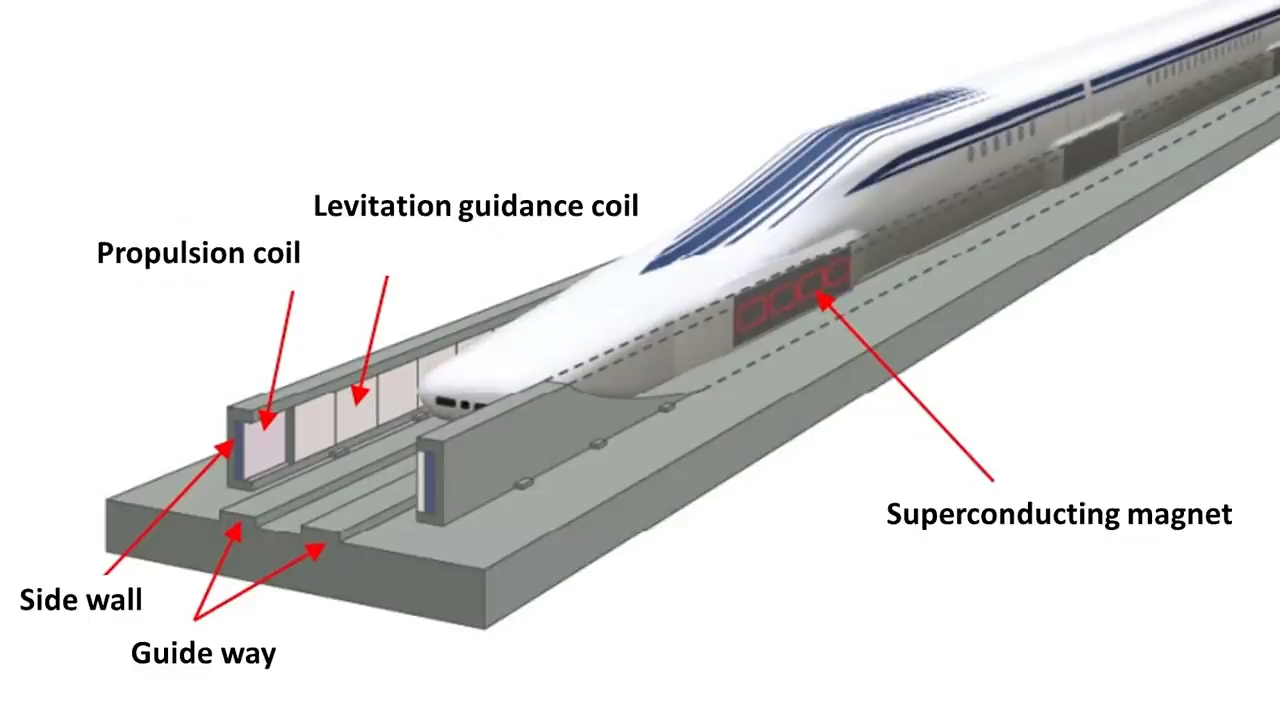 Levitation guidance coil
Propulsion coil
Superconducting magnet
Side wall
Guide way